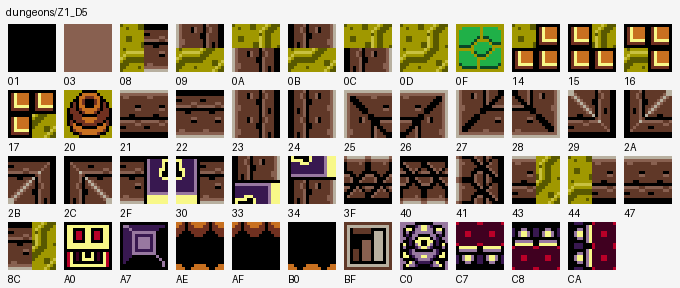 dungeons/Z1_D5
01 03 08 09 0A 0B 0C 0D 0F 14 15 16
17 20 21 22 23 24 25 26 27 28 29 2A
2B 2C 2F 30 33 34 3F 40 41 43 44 47
8C A0 A7 AE AF B0 BF C0 C7 C8 CA